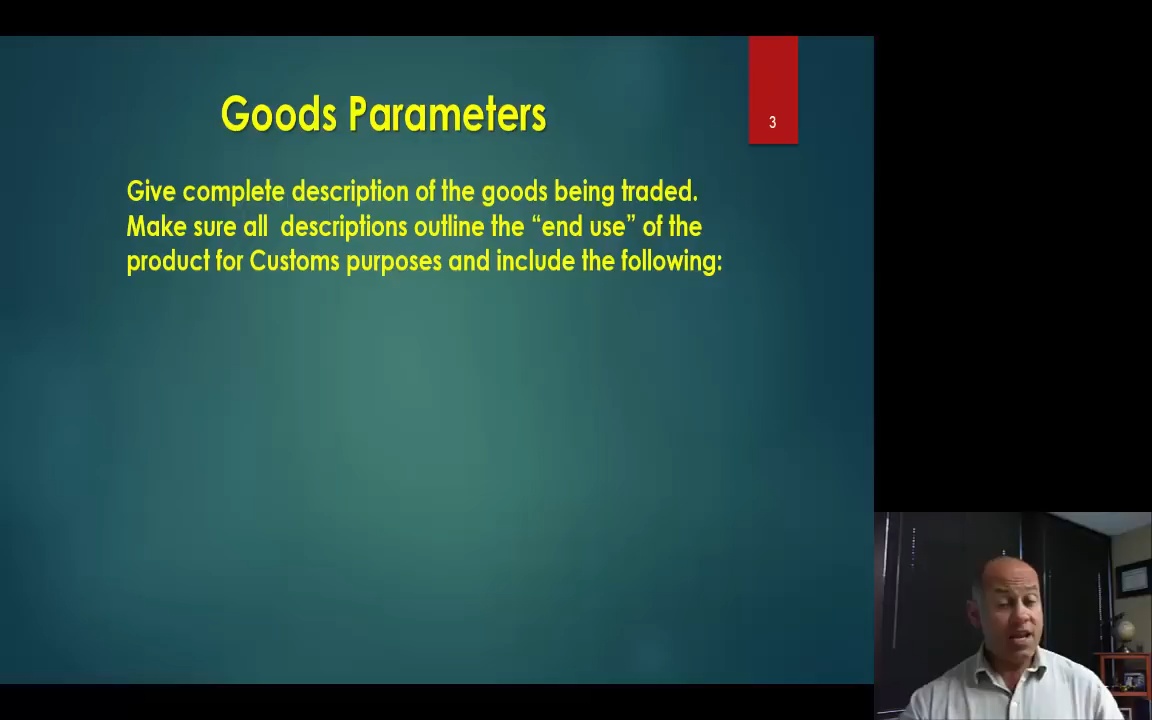 Goods Parameters
3
Give complete description of the goods being traded.
Make sure all  descriptions outline the “end use” of the
product for Customs purposes and include the following: